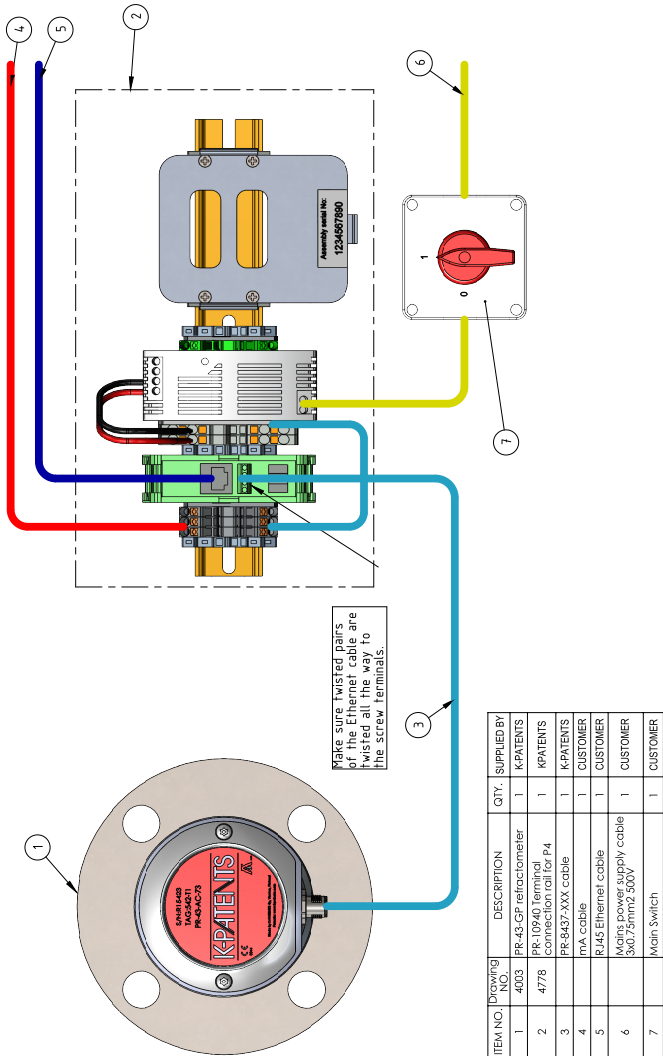 4
5
2
6
Assembly serial No:
1234567890
1
0
7
Make sure twisted pairs
of the Ethernet cable are
twisted all the way to
the screw terminals.
3
1
S/N:R15423
TAG:542-T1
PR-43-AC-73
K-PATENTS
CE
ITEM NO. Drawing NO. DESCRIPTION QTY. SUPPLIED BY
1 4003 PR-43-GP refractometer 1 K-PATENTS
2 4778 PR-10940 Terminal connection rail for P4 1 KPATENTS
3 PR-8437-XXX cable 1 K-PATENTS
4 mA cable 1 CUSTOMER
5 RJ45 Ethernet cable 1 CUSTOMER
6 Mains power supply cable 3x0.75mm2 500V 1 CUSTOMER
7 Main Switch 1 CUSTOMER